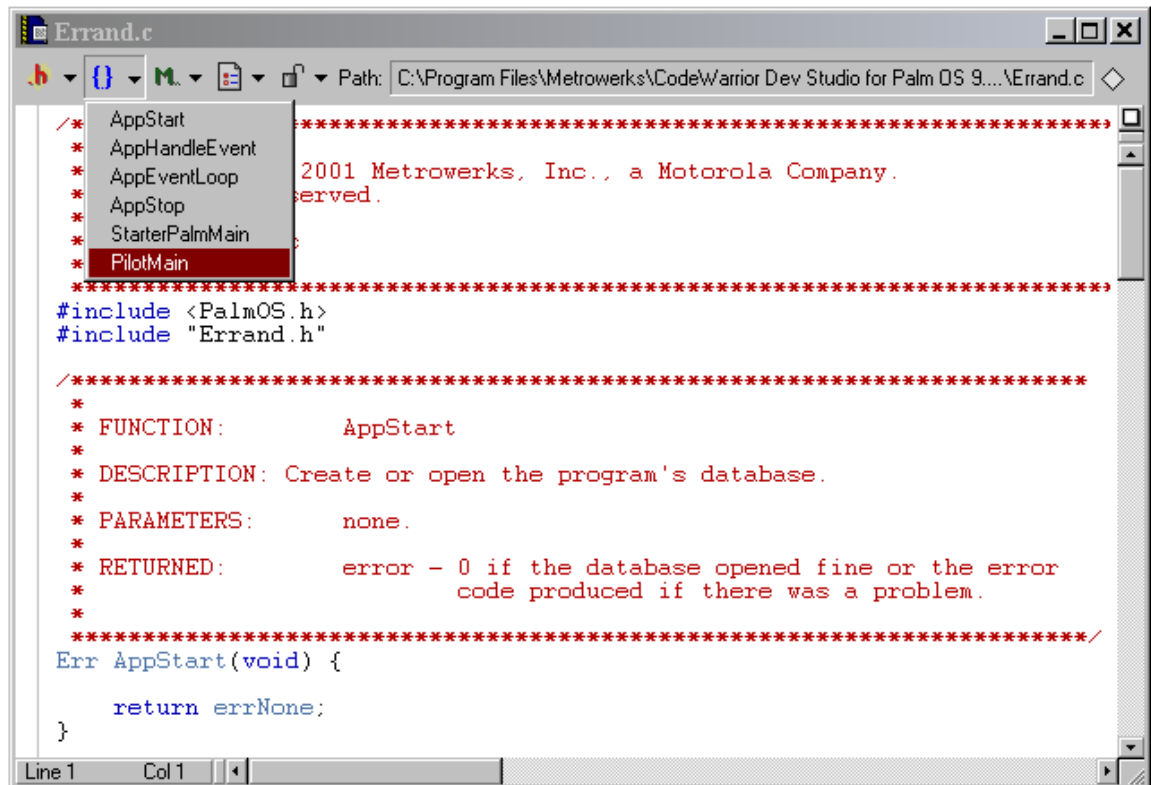 Errand.c
.h {} M. Path: C:\Program Files\Metrowerks\CodeWarrior Dev Studio for Palm OS 9....\Errand.c
AppStart
AppHandleEvent
AppEventLoop
AppStop
StarterPalmMain
PilotMain
/*******************************************************************************
*
* 2001 Metrowerks, Inc., a Motorola Company.
* served.
*
*
*
*******************************************************************************
#include <PalmOS.h>
#include "Errand.h"
/***********************************************************************
*
* FUNCTION: AppStart
*
* DESCRIPTION: Create or open the program's database.
*
* PARAMETERS: none.
*
* RETURNED: error - 0 if the database opened fine or the error
* code produced if there was a problem.
*
***********************************************************************/
Err AppStart(void) {
return errNone;
}
Line 1 Col 1